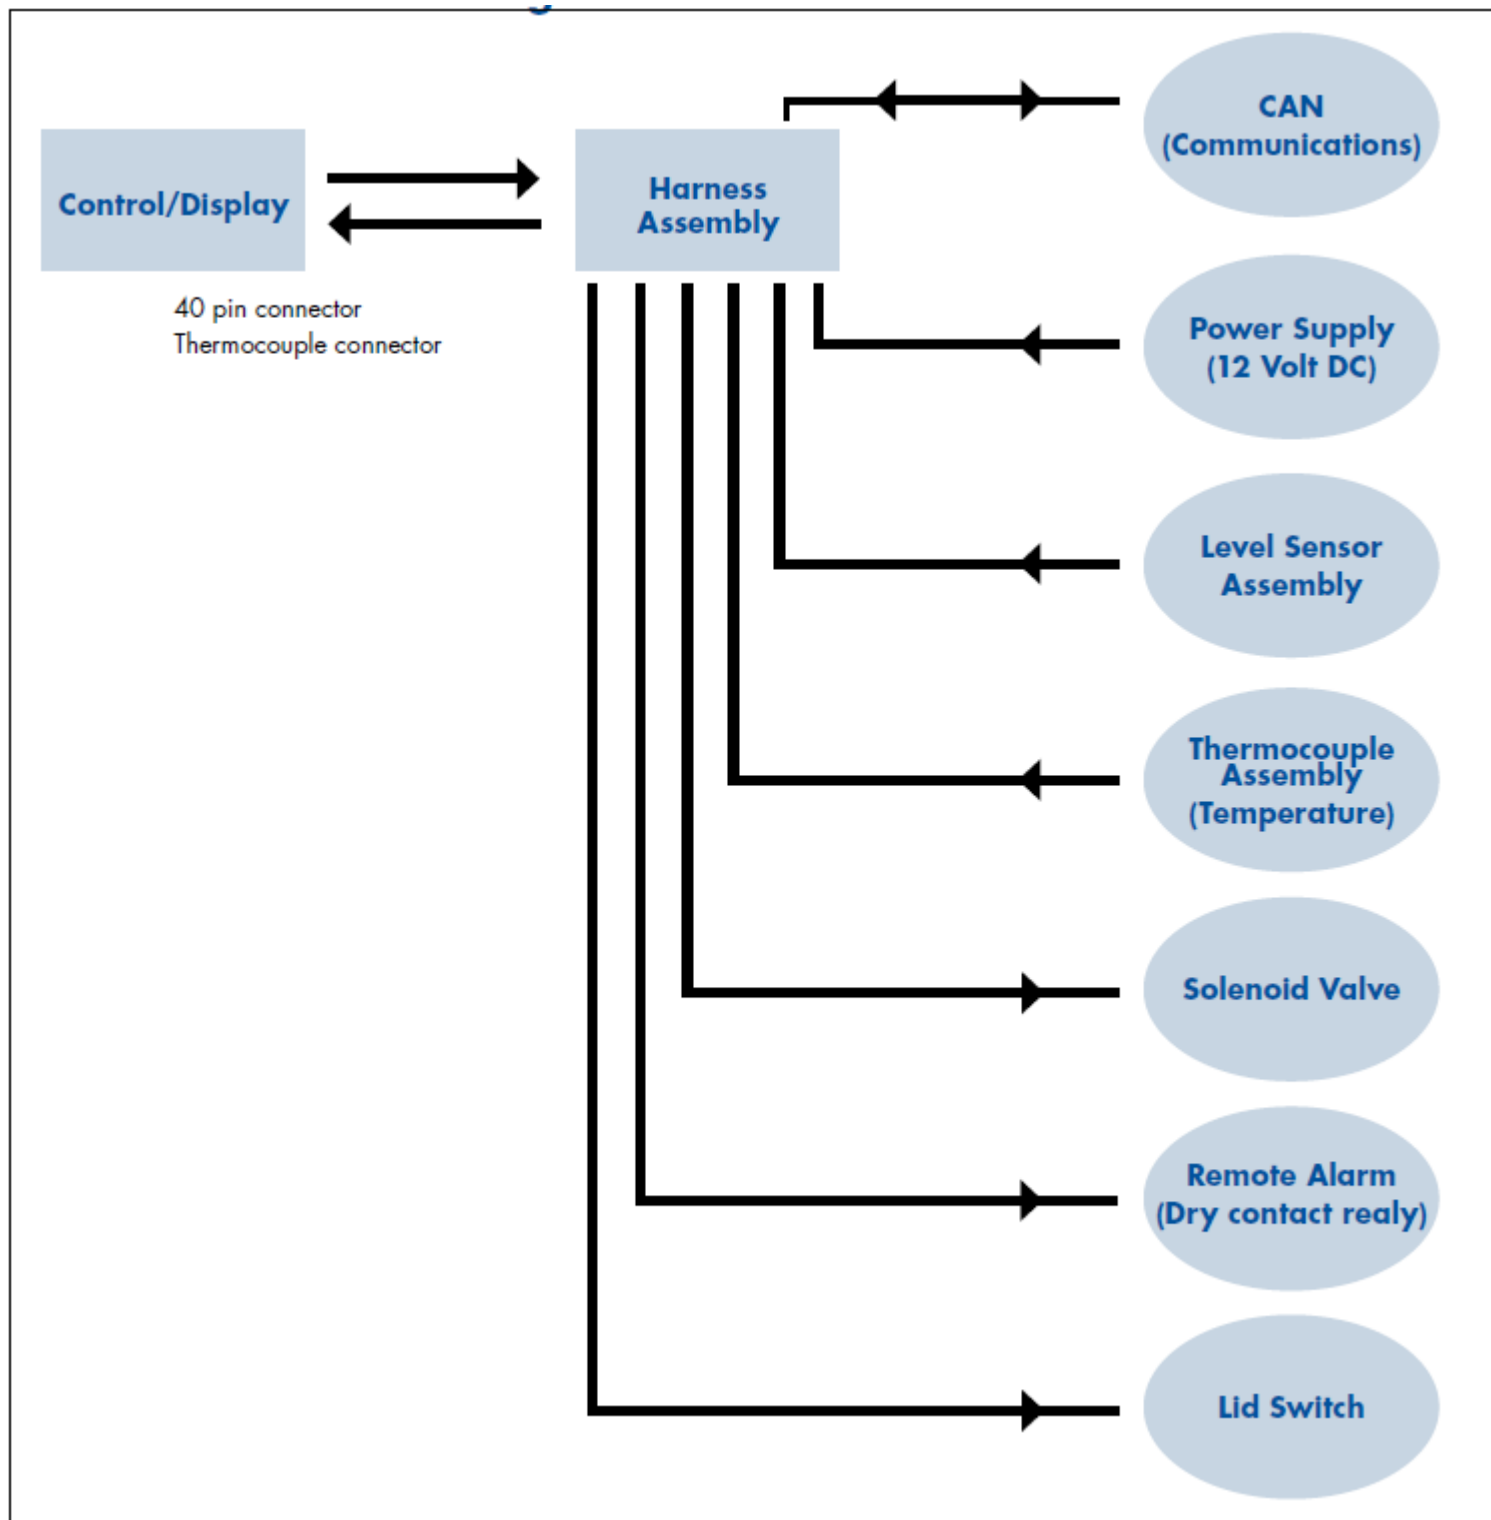 Control/Display
Harness
Assembly
40 pin connector
Thermocouple connector
CAN
(Communications)
Power Supply
(12 Volt DC)
Level Sensor
Assembly
Thermocouple
Assembly
(Temperature)
Solenoid Valve
Remote Alarm
(Dry contact realy)
Lid Switch